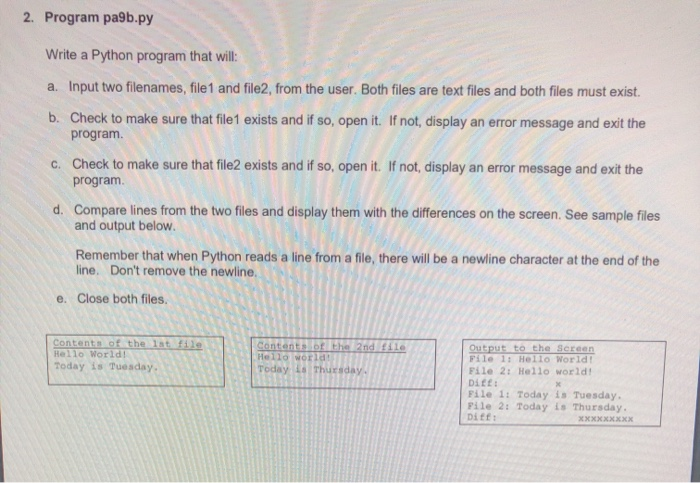 2. Program pa9b.py
Write a Python program that will:
a. Input two filenames, file1 and file2, from the user. Both files are text files and both files must exist.
b. Check to make sure that file1 exists and if so, open it. If not, display an error message and exit the
program.
c. Check to make sure that file2 exists and if so, open it. If not, display an error message and exit the
program.
d. Compare lines from the two files and display them with the differences on the screen. See sample files
and output below.
Remember that when Python reads a line from a file, there will be a newline character at the end of the
line. Don't remove the newline.
e. Close both files.
Contents of the 1st file
Hello World!
Today is Tuesday.
Contents of the 2nd file
Hello world!
Today is Thursday.
Output to the Screen
File 1: Hello World!
File 2: Hello world!
Diff: x
File 1: Today is Tuesday.
File 2: Today is Thursday.
Diff: xxxxxxxxx